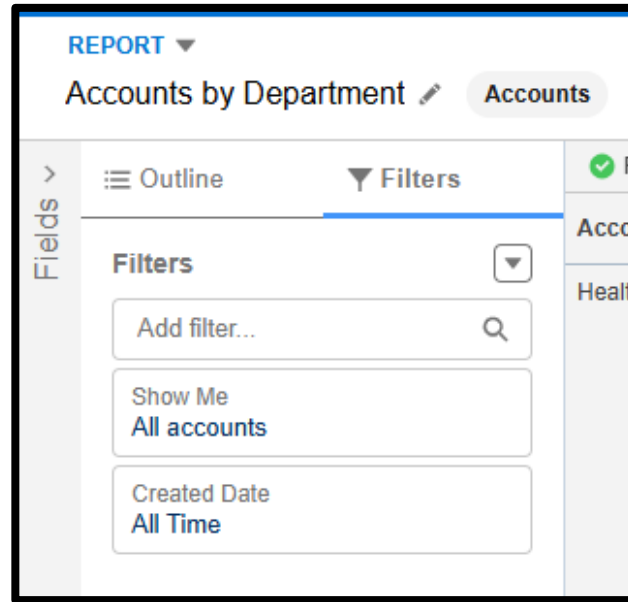 REPORT
Accounts by Department Accounts
Fields
Outline Filters
Filters
Add filter...
Show Me
All accounts
Created Date
All Time